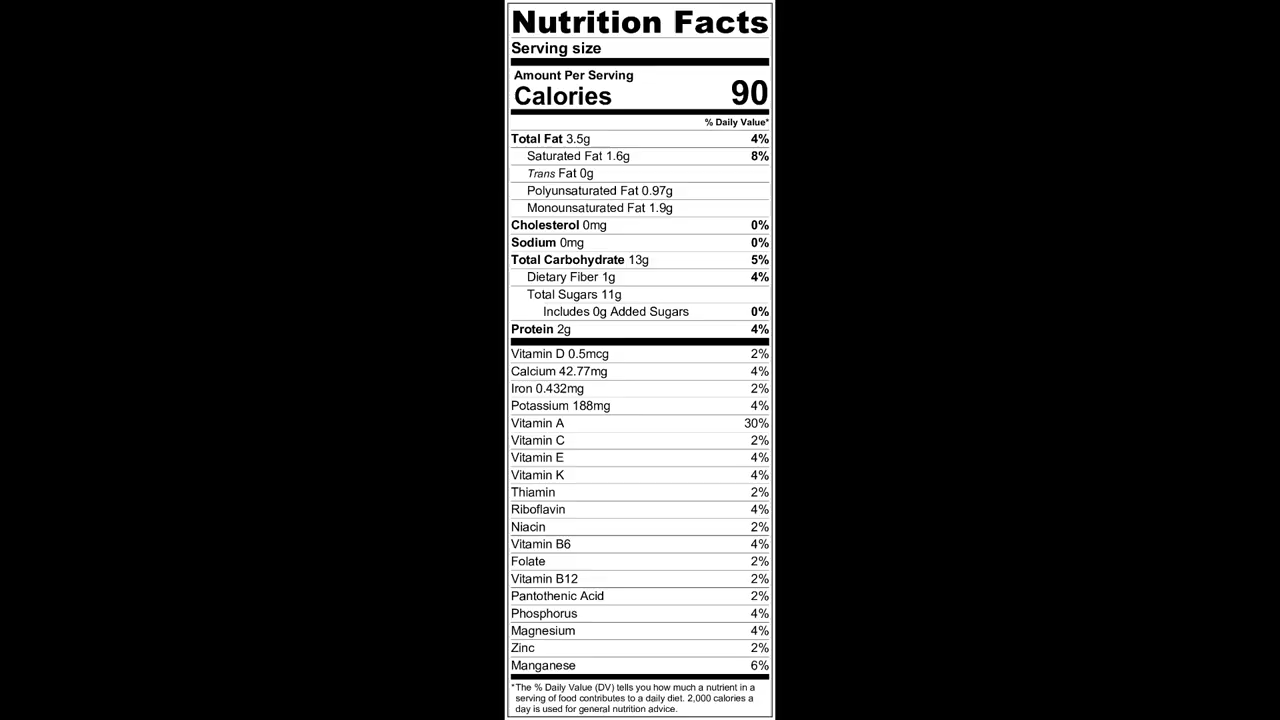 Nutrition Facts
Serving size
Amount Per Serving
Calories 90
% Daily Value*
Total Fat 3.5g 4%
Saturated Fat 1.6g 8%
Trans Fat 0g
Polyunsaturated Fat 0.97g
Monounsaturated Fat 1.9g
Cholesterol 0mg 0%
Sodium 0mg 0%
Total Carbohydrate 13g 5%
Dietary Fiber 1g 4%
Total Sugars 11g
Includes 0g Added Sugars 0%
Protein 2g 4%
Vitamin D 0.5mcg 2%
Calcium 42.77mg 4%
Iron 0.432mg 2%
Potassium 188mg 4%
Vitamin A 30%
Vitamin C 2%
Vitamin E 4%
Vitamin K 4%
Thiamin 2%
Riboflavin 4%
Niacin 2%
Vitamin B6 4%
Folate 2%
Vitamin B12 2%
Pantothenic Acid 2%
Phosphorus 4%
Magnesium 4%
Zinc 2%
Manganese 6%
*The % Daily Value (DV) tells you how much a nutrient in a
serving of food contributes to a daily diet. 2,000 calories a
day is used for general nutrition advice.